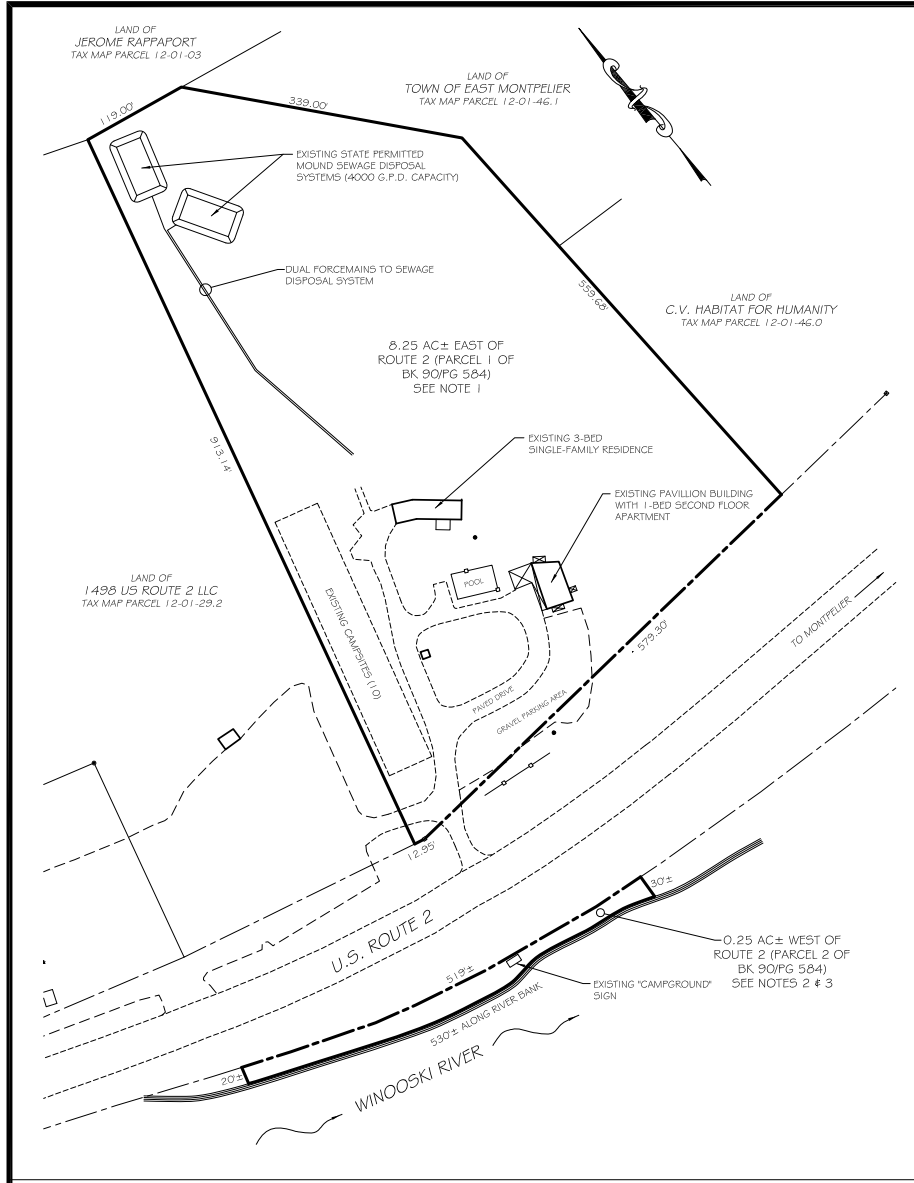 LAND OF
JEROME RAPPAPORT
TAX MAP PARCEL 12-01-03
LAND OF
TOWN OF EAST MONTPELIER
TAX MAP PARCEL 12-01-46.1
119.00'
339.00'
EXISTING STATE PERMITTED
MOUND SEWAGE DISPOSAL
SYSTEMS (4000 G.P.D. CAPACITY)
DUAL FORCEMAINS TO SEWAGE
DISPOSAL SYSTEM
559.68'
LAND OF
C.V. HABITAT FOR HUMANITY
TAX MAP PARCEL 12-01-46.0
8.25 AC± EAST OF
ROUTE 2 (PARCEL 1 OF
BK 90/PG 584)
SEE NOTE 1
913.14'
EXISTING 3-BED
SINGLE-FAMILY RESIDENCE
EXISTING PAVILLION BUILDING
WITH 1-BED SECOND FLOOR
APARTMENT
LAND OF
1498 US ROUTE 2 LLC
TAX MAP PARCEL 12-01-29.2
POOL
EXISTING CAMPSITES (10)
579.30'
TO MONTPELIER
PAVED DRIVE
GRAVEL PARKING AREA
12.95'
U.S. ROUTE 2
30'±
0.25 AC± WEST OF
ROUTE 2 (PARCEL 2 OF
BK 90/PG 584)
SEE NOTES 2 & 3
519'±
EXISTING "CAMPGROUND"
SIGN
530'± ALONG RIVER BANK
20'±
WINOOSKI RIVER